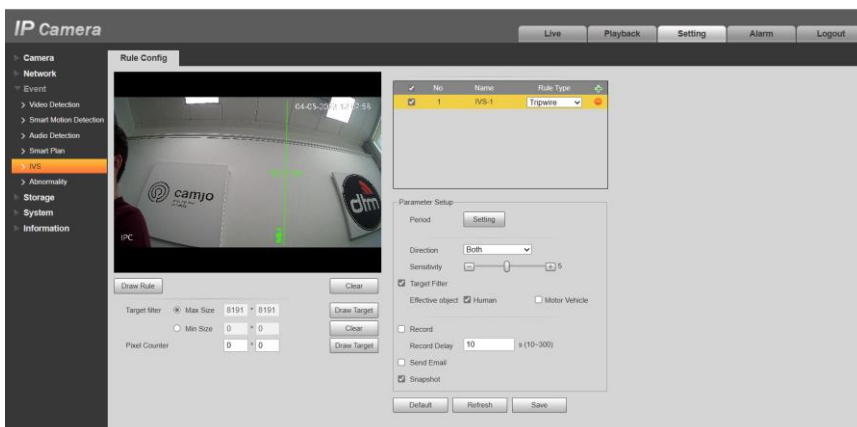 IP Camera
Live
Playback
Setting
Alarm
Logout
Camera
Network
Event
Video Detection
Smart Motion Detection
Audio Detection
Smart Plan
IVS
Abnormality
Storage
System
Information
Rule Config
camjo
dtm
IPC
Draw Rule
Clear
Target filter Max Size 8191 * 8191 Draw Target
Min Size 0 * 0 Clear
Pixel Counter 0 * 0 Draw Target
No Name Rule Type
1 IVS-1 Tripwire
Parameter Setup
Period Setting
Direction Both
Sensitivity 5
Target Filter
Effective object Human Motor Vehicle
Record
Record Delay 10 s (10~300)
Send Email
Snapshot
Default Refresh Save